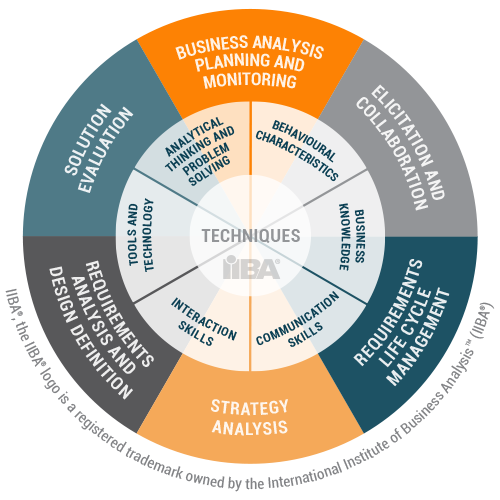 BUSINESS ANALYSIS
PLANNING AND
MONITORING
ELICITATION AND
COLLABORATION
REQUIREMENTS
LIFE CYCLE
MANAGEMENT
STRATEGY
ANALYSIS
REQUIREMENTS
ANALYSIS AND
DESIGN DEFINITION
SOLUTION
EVALUATION
ANALYTICAL
THINKING AND
PROBLEM
SOLVING
BEHAVIOURAL
CHARACTERISTICS
BUSINESS
KNOWLEDGE
COMMUNICATION
SKILLS
INTERACTION
SKILLS
TOOLS AND
TECHNOLOGY
TECHNIQUES
IIBA®
IIBA®, the IIBA® logo is a registered trademark owned by the International Institute of Business Analysis™ (IIBA®)